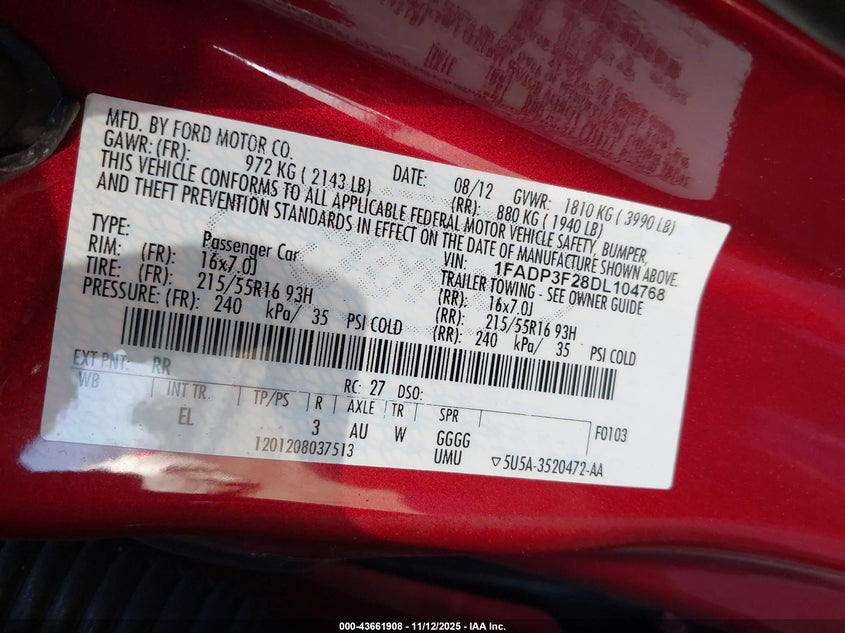 MFD. BY FORD MOTOR CO. DATE: 08/12 GVWR: 1810 KG ( 3990 LB)
GAWR: (FR): 972 KG ( 2143 LB) (RR): 880 KG ( 1940 LB)
THIS VEHICLE CONFORMS TO ALL APPLICABLE FEDERAL MOTOR VEHICLE SAFETY, BUMPER,
AND THEFT PREVENTION STANDARDS IN EFFECT ON THE DATE OF MANUFACTURE SHOWN ABOVE.
VIN: 1FADP3F28DL104768
TYPE: Passenger Car TRAILER TOWING - SEE OWNER GUIDE
RIM: (FR): 16x7.0J (RR): 16x7.0J
TIRE: (FR): 215/55R16 93H (RR): 215/55R16 93H
PRESSURE: (FR): 240 kPa/ 35 PSI COLD (RR): 240 kPa/ 35 PSI COLD
EXT PNT: RR RC: 27 DSO:
WB INT TR. TP/PS R AXLE TR SPR F0103
EL 3 AU W GGGG
1201208037513 UMU ▽5U5A-3520472-AA
000-43661908 - 11/12/2025 - IAA Inc.